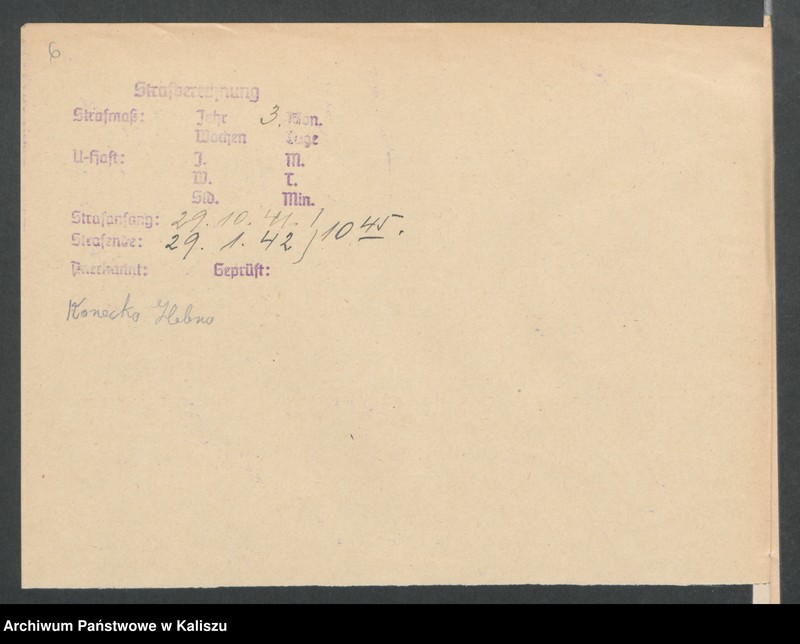 6
Strafberechnung
Strafmaß: Jahr 3. Mon.
Wochen Tage
U-Haft: J. M.
W. T.
Std. Min.
Strafanfang: 29. 10. 41.
Strafende: 29. 1. 42 } 10 45.
Anerkannt: Geprüft:
Konecka
Archiwum Państwowe w Kaliszu